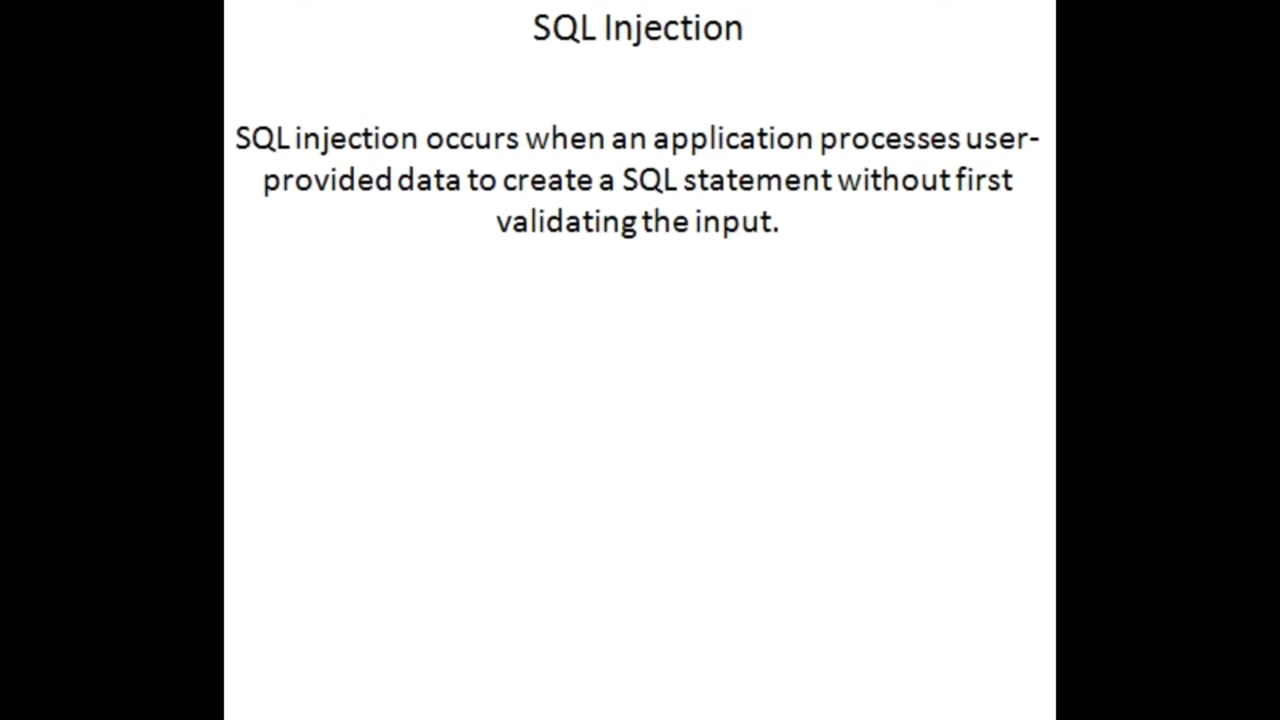 SQL Injection
SQL injection occurs when an application processes user-
provided data to create a SQL statement without first
validating the input.